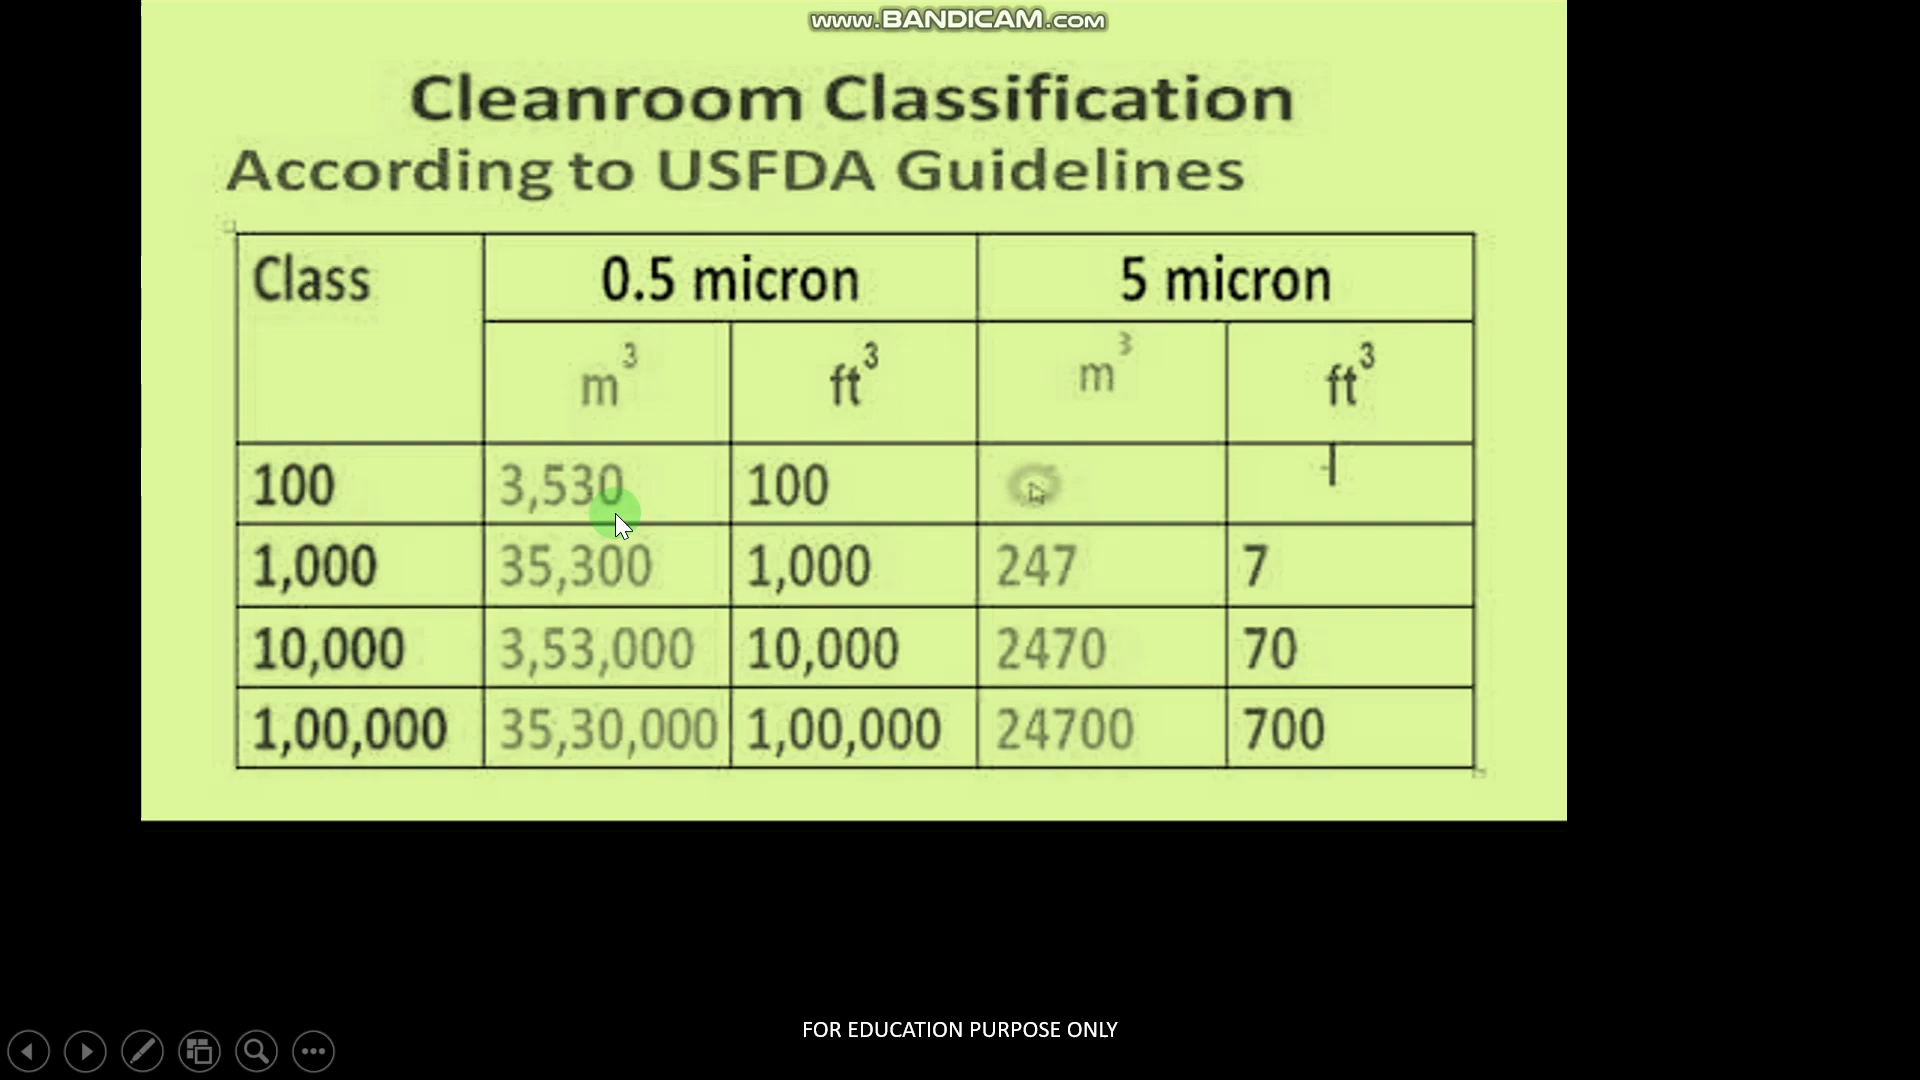 www.BANDICAM.com
Cleanroom Classification
According to USFDA Guidelines
Class 0.5 micron 5 micron
m³ ft³ m³ ft³
100 3,530 100
1,000 35,300 1,000 247 7
10,000 3,53,000 10,000 2470 70
1,00,000 35,30,000 1,00,000 24700 700
FOR EDUCATION PURPOSE ONLY